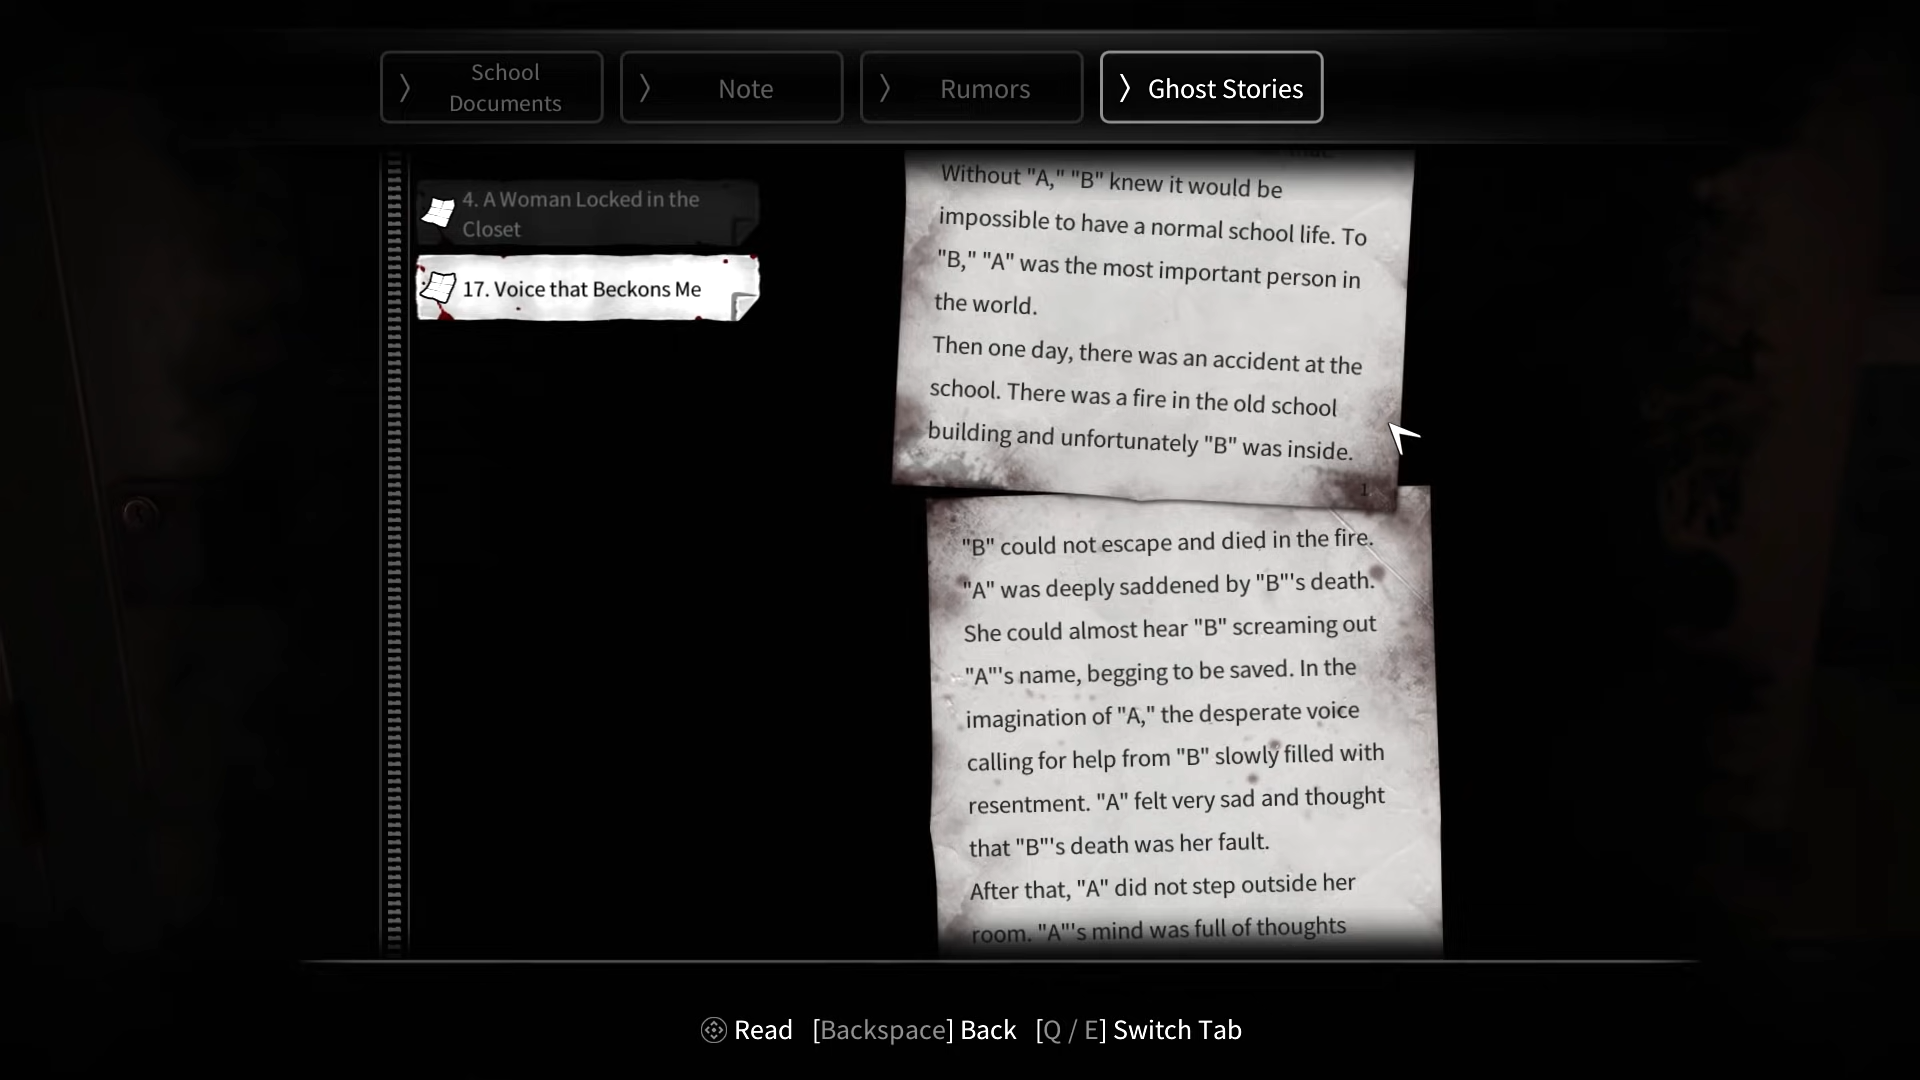 School
Documents
Note
Rumors
Ghost Stories
4. A Woman Locked in the
Closet
17. Voice that Beckons Me
Without "A," "B" knew it would be
impossible to have a normal school life. To
"B," "A" was the most important person in
the world.
Then one day, there was an accident at the
school. There was a fire in the old school
building and unfortunately "B" was inside.
1
"B" could not escape and died in the fire.
"A" was deeply saddened by "B"'s death.
She could almost hear "B" screaming out
"A"'s name, begging to be saved. In the
imagination of "A," the desperate voice
calling for help from "B" slowly filled with
resentment. "A" felt very sad and thought
that "B"'s death was her fault.
After that, "A" did not step outside her
room. "A"'s mind was full of thoughts
Read [Backspace] Back [Q / E] Switch Tab